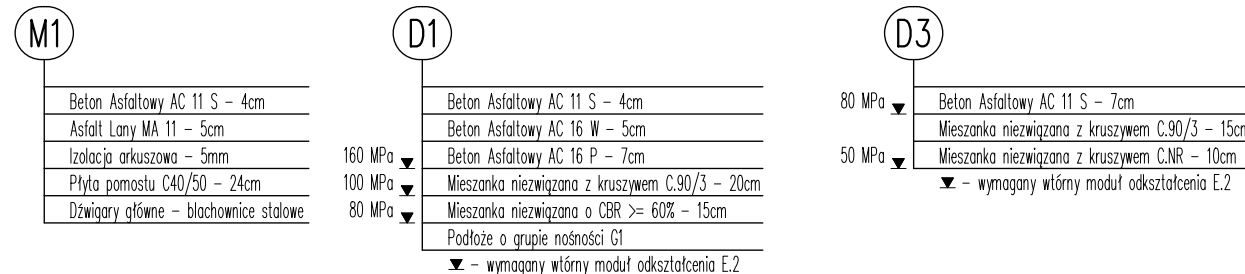 M1
Beton Asfaltowy AC 11 S – 4cm
Asfalt Lany MA 11 – 5cm
Izolacja arkuszowa – 5mm
Płyta pomostu C40/50 – 24cm
Dźwigary główne – blachownice stalowe
D1
Beton Asfaltowy AC 11 S – 4cm
Beton Asfaltowy AC 16 W – 5cm
160 MPa Beton Asfaltowy AC 16 P – 7cm
100 MPa Mieszanka niezwiązana z kruszywem C.90/3 – 20cm
80 MPa Mieszanka niezwiązana o CBR >= 60% – 15cm
Podłoże o grupie nośności G1
▼ – wymagany wtórny moduł odkształcenia E.2
D3
80 MPa Beton Asfaltowy AC 11 S – 7cm
Mieszanka niezwiązana z kruszywem C.90/3 – 15cm
50 MPa Mieszanka niezwiązana z kruszywem C.NR – 10cm
▼ – wymagany wtórny moduł odkształcenia E.2